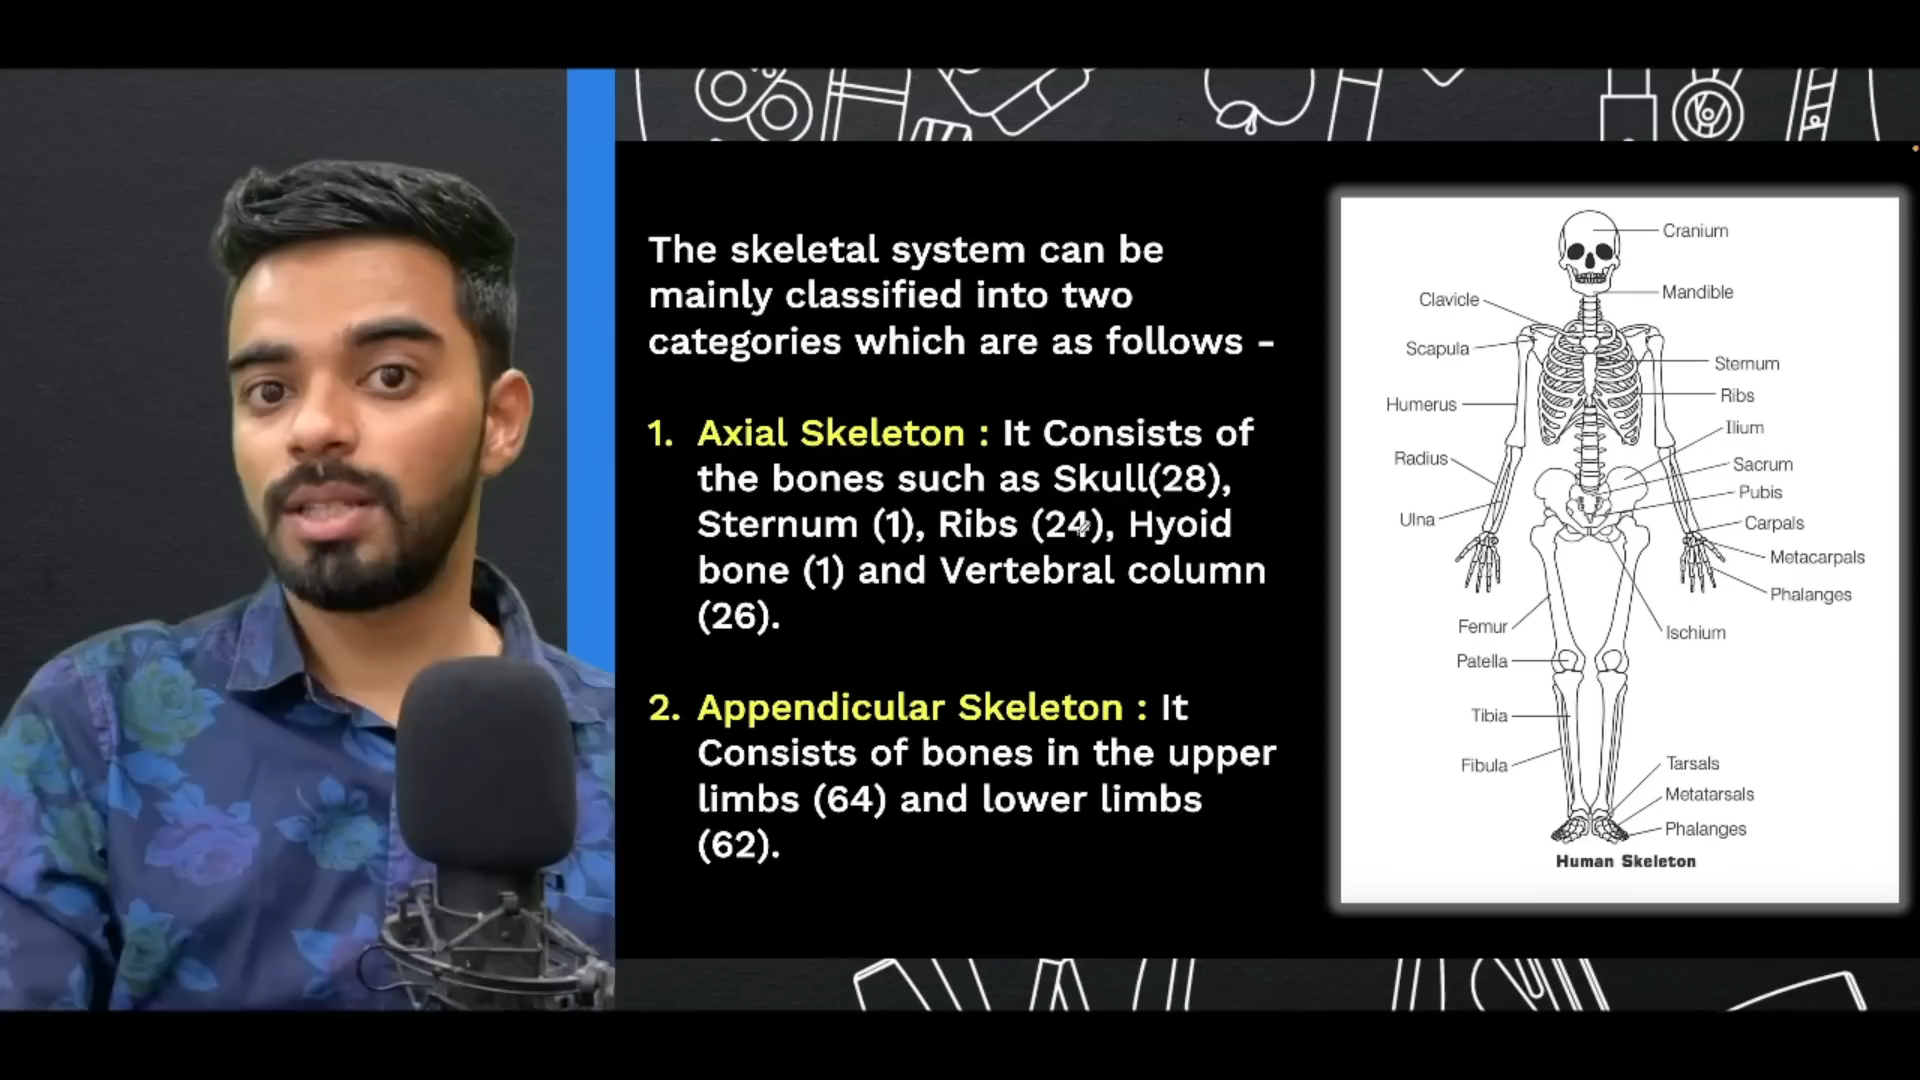 The skeletal system can be
mainly classified into two
categories which are as follows -
1. Axial Skeleton : It Consists of
the bones such as Skull(28),
Sternum (1), Ribs (24), Hyoid
bone (1) and Vertebral column
(26).
2. Appendicular Skeleton : It
Consists of bones in the upper
limbs (64) and lower limbs
(62).
Cranium
Mandible
Clavicle
Scapula
Sternum
Ribs
Humerus
Ilium
Radius
Sacrum
Pubis
Ulna
Carpals
Metacarpals
Phalanges
Femur
Ischium
Patella
Tibia
Fibula
Tarsals
Metatarsals
Phalanges
Human Skeleton